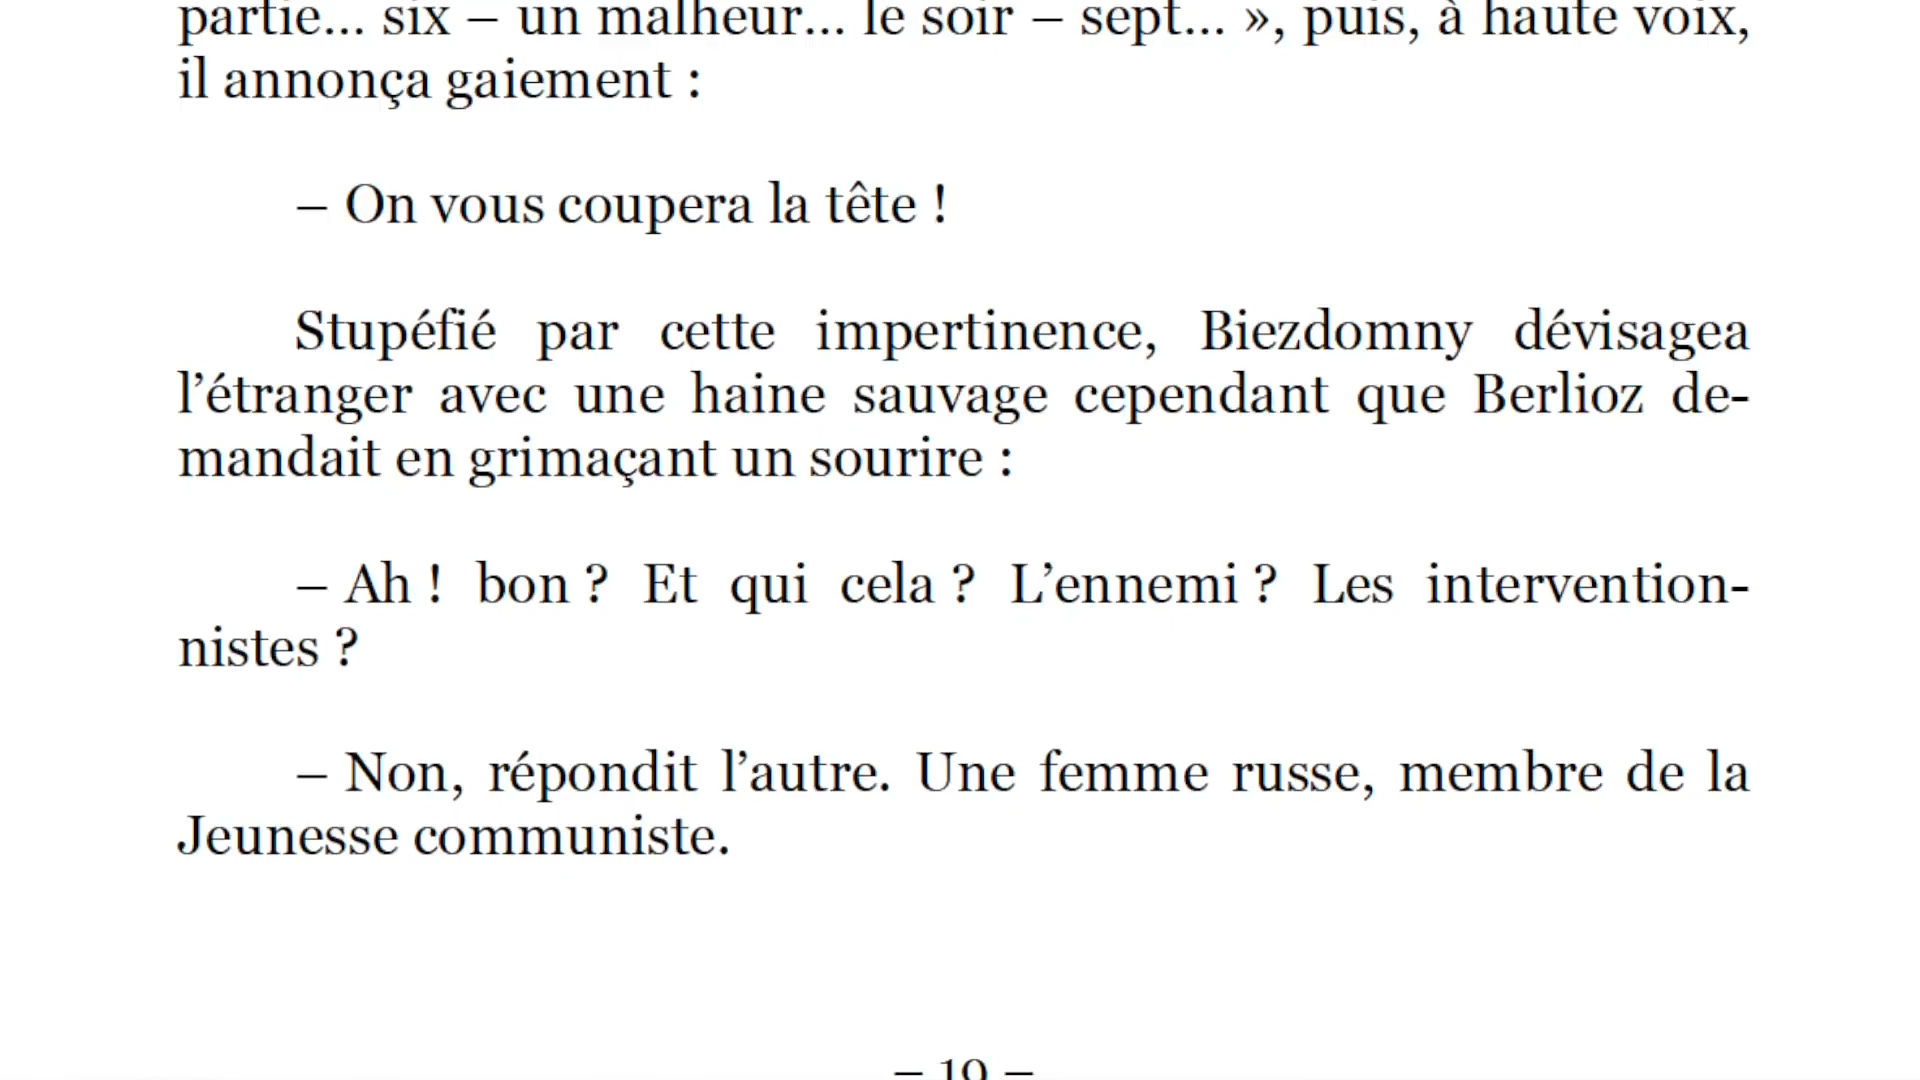 partie... six – un malheur... le soir – sept... », puis, à haute voix,
il annonça gaiement :
– On vous coupera la tête !
Stupéfié par cette impertinence, Biezdomny dévisagea
l’étranger avec une haine sauvage cependant que Berlioz de-
mandait en grimaçant un sourire :
– Ah ! bon ? Et qui cela ? L’ennemi ? Les intervention-
nistes ?
– Non, répondit l’autre. Une femme russe, membre de la
Jeunesse communiste.
– 19 –